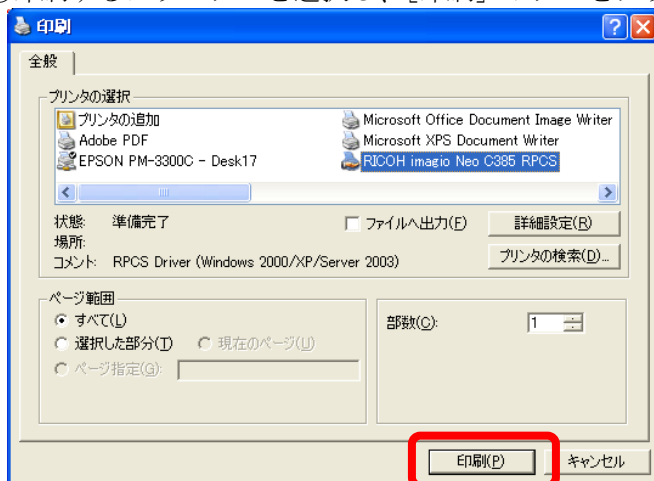 印刷
全般
プリンタの選択
プリンタの追加
Microsoft Office Document Image Writer
Adobe PDF
Microsoft XPS Document Writer
EPSON PM-3300C - Desk17
RICOH imagio Neo C385 RPCS
状態: 準備完了
ファイルへ出力(F)
詳細設定(R)
場所:
コメント: RPCS Driver (Windows 2000/XP/Server 2003)
プリンタの検索(D)...
ページ範囲
すべて(L)
部数(C): 1
選択した部分(T)
現在のページ(U)
ページ指定(G):
印刷(P)
キャンセル